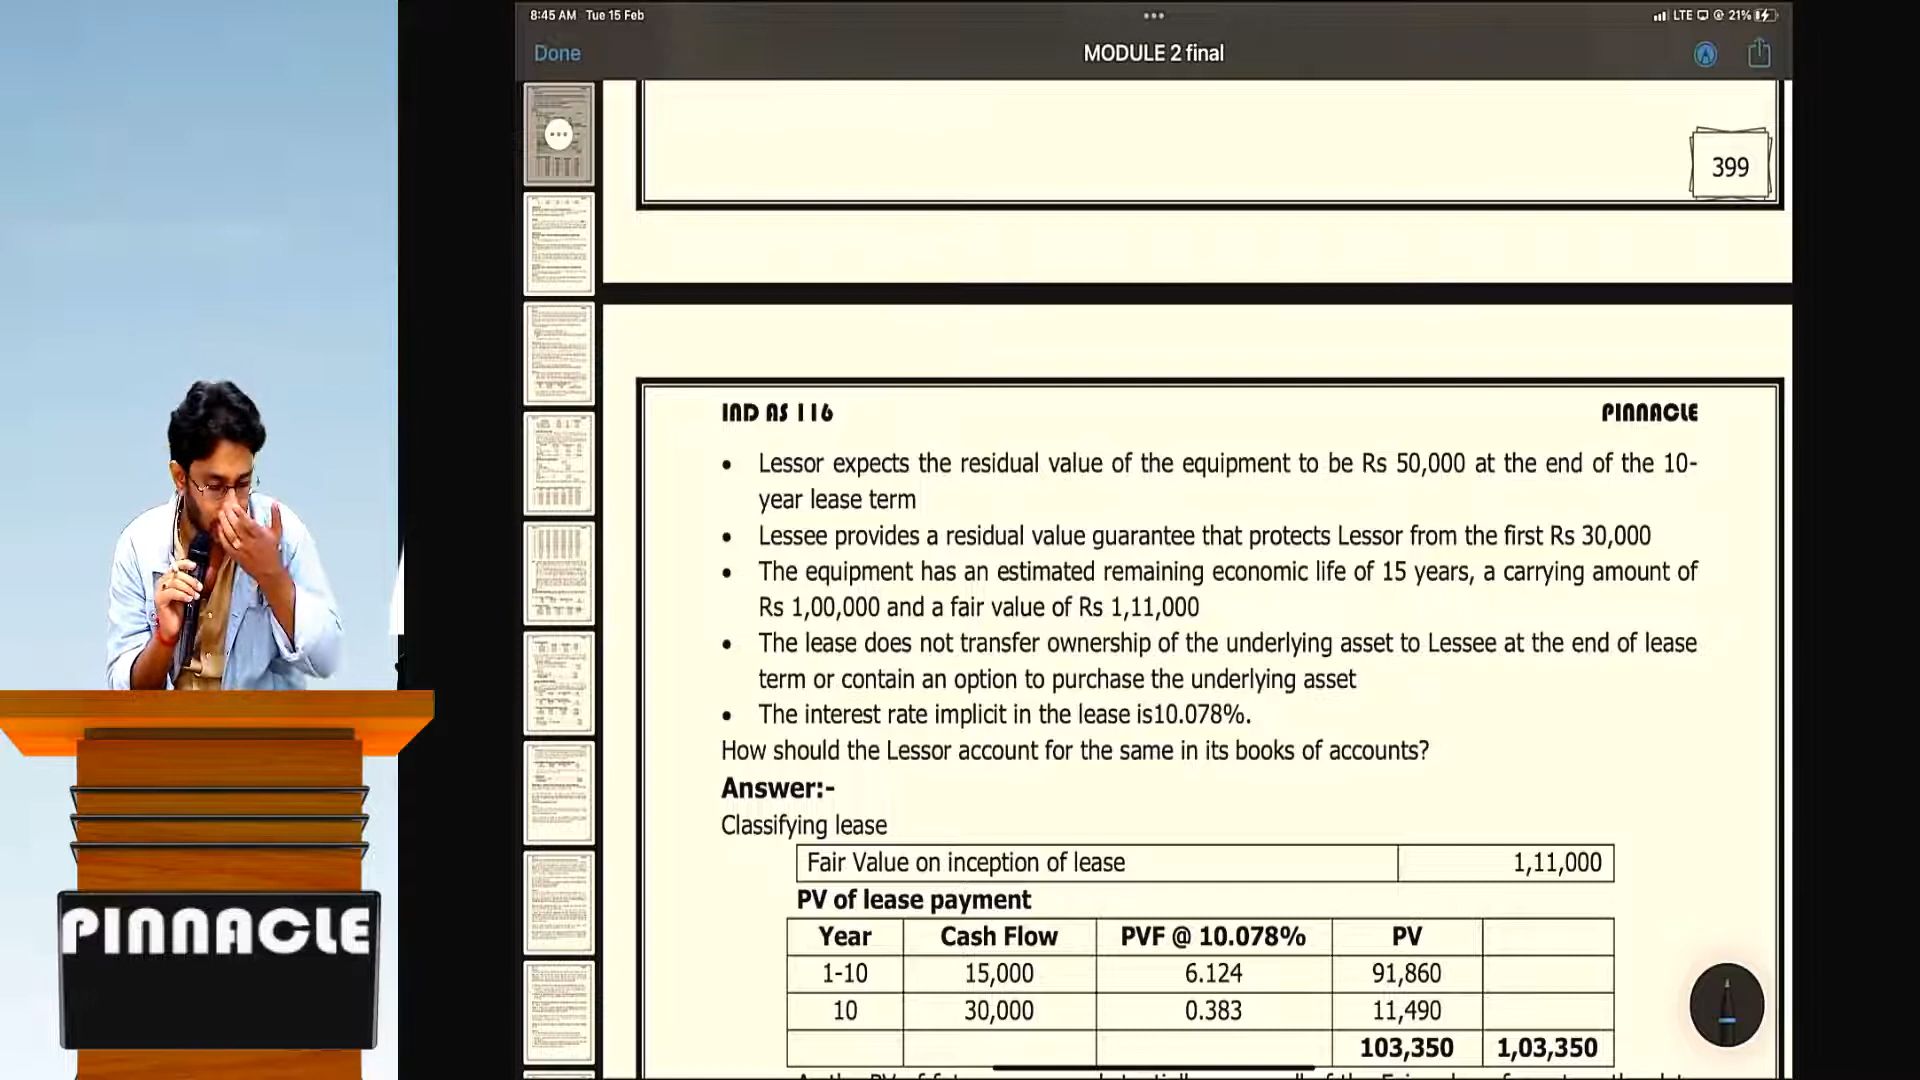 8:45 AM Tue 15 Feb
LTE 21%
Done
MODULE 2 final
399
IND AS 116
PINNACLE
• Lessor expects the residual value of the equipment to be Rs 50,000 at the end of the 10-
year lease term
• Lessee provides a residual value guarantee that protects Lessor from the first Rs 30,000
• The equipment has an estimated remaining economic life of 15 years, a carrying amount of
Rs 1,00,000 and a fair value of Rs 1,11,000
• The lease does not transfer ownership of the underlying asset to Lessee at the end of lease
term or contain an option to purchase the underlying asset
• The interest rate implicit in the lease is10.078%.
How should the Lessor account for the same in its books of accounts?
Answer:-
Classifying lease
Fair Value on inception of lease 1,11,000
PV of lease payment
Year Cash Flow PVF @ 10.078% PV
1-10 15,000 6.124 91,860
10 30,000 0.383 11,490
103,350 1,03,350
PINNACLE